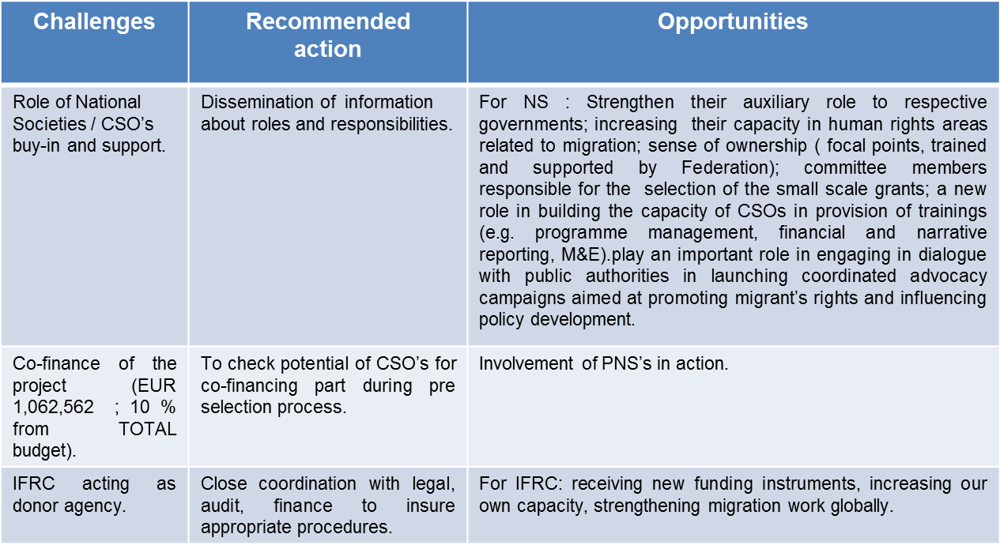 Challenges
Recommended
action
Opportunities
Role of National
Societies / CSO's
buy-in and support.
Dissemination of information
about roles and responsibilities.
For NS : Strengthen their auxiliary role to respective
governments; increasing their capacity in human rights areas
related to migration; sense of ownership ( focal points, trained
and supported by Federation); committee members
responsible for the selection of the small scale grants; a new
role in building the capacity of CSOs in provision of trainings
(e.g. programme management, financial and narrative
reporting, M&E).play an important role in engaging in dialogue
with public authorities in launching coordinated advocacy
campaigns aimed at promoting migrant's rights and influencing
policy development.
Co-finance of the
project (EUR
1,062,562 ; 10 %
from TOTAL
budget).
To check potential of CSO's for
co-financing part during pre
selection process.
Involvement of PNS's in action.
IFRC acting as
donor agency.
Close coordination with legal,
audit, finance to insure
appropriate procedures.
For IFRC: receiving new funding instruments, increasing our
own capacity, strengthening migration work globally.